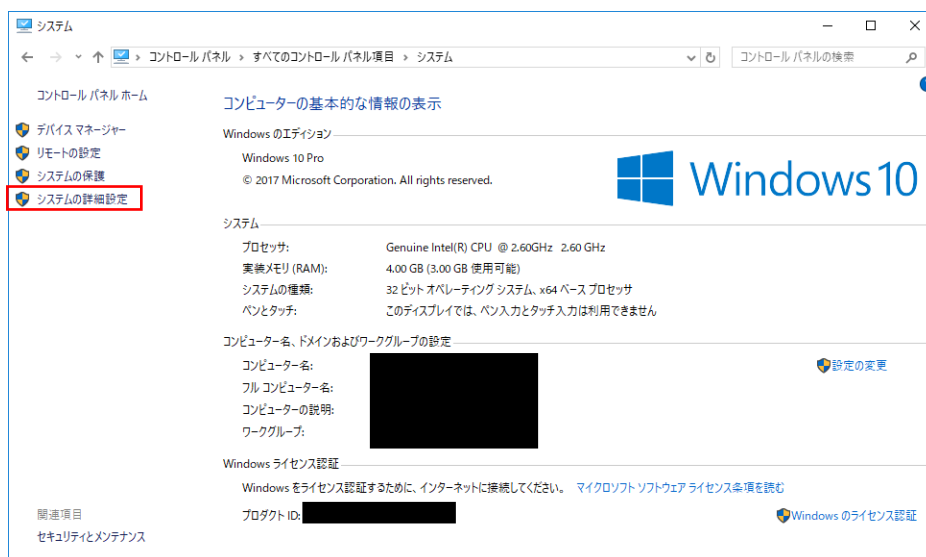 システム
コントロール パネル › すべてのコントロール パネル項目 › システム
コントロール パネルの検索
コントロール パネル ホーム
デバイス マネージャー
リモートの設定
システムの保護
システムの詳細設定
コンピューターの基本的な情報の表示
Windows のエディション
Windows 10 Pro
© 2017 Microsoft Corporation. All rights reserved.
Windows 10
システム
プロセッサ: Genuine Intel(R) CPU @ 2.60GHz 2.60 GHz
実装メモリ (RAM): 4.00 GB (3.00 GB 使用可能)
システムの種類: 32 ビット オペレーティング システム、x64 ベース プロセッサ
ペンとタッチ: このディスプレイでは、ペン入力とタッチ入力は利用できません
コンピューター名、ドメインおよびワークグループの設定
コンピューター名: 設定の変更
フル コンピューター名:
コンピューターの説明:
ワークグループ:
Windows ライセンス認証
Windows をライセンス認証するために、インターネットに接続してください。 マイクロソフト ソフトウェア ライセンス条項を読む
プロダクト ID: Windows のライセンス認証
関連項目
セキュリティとメンテナンス